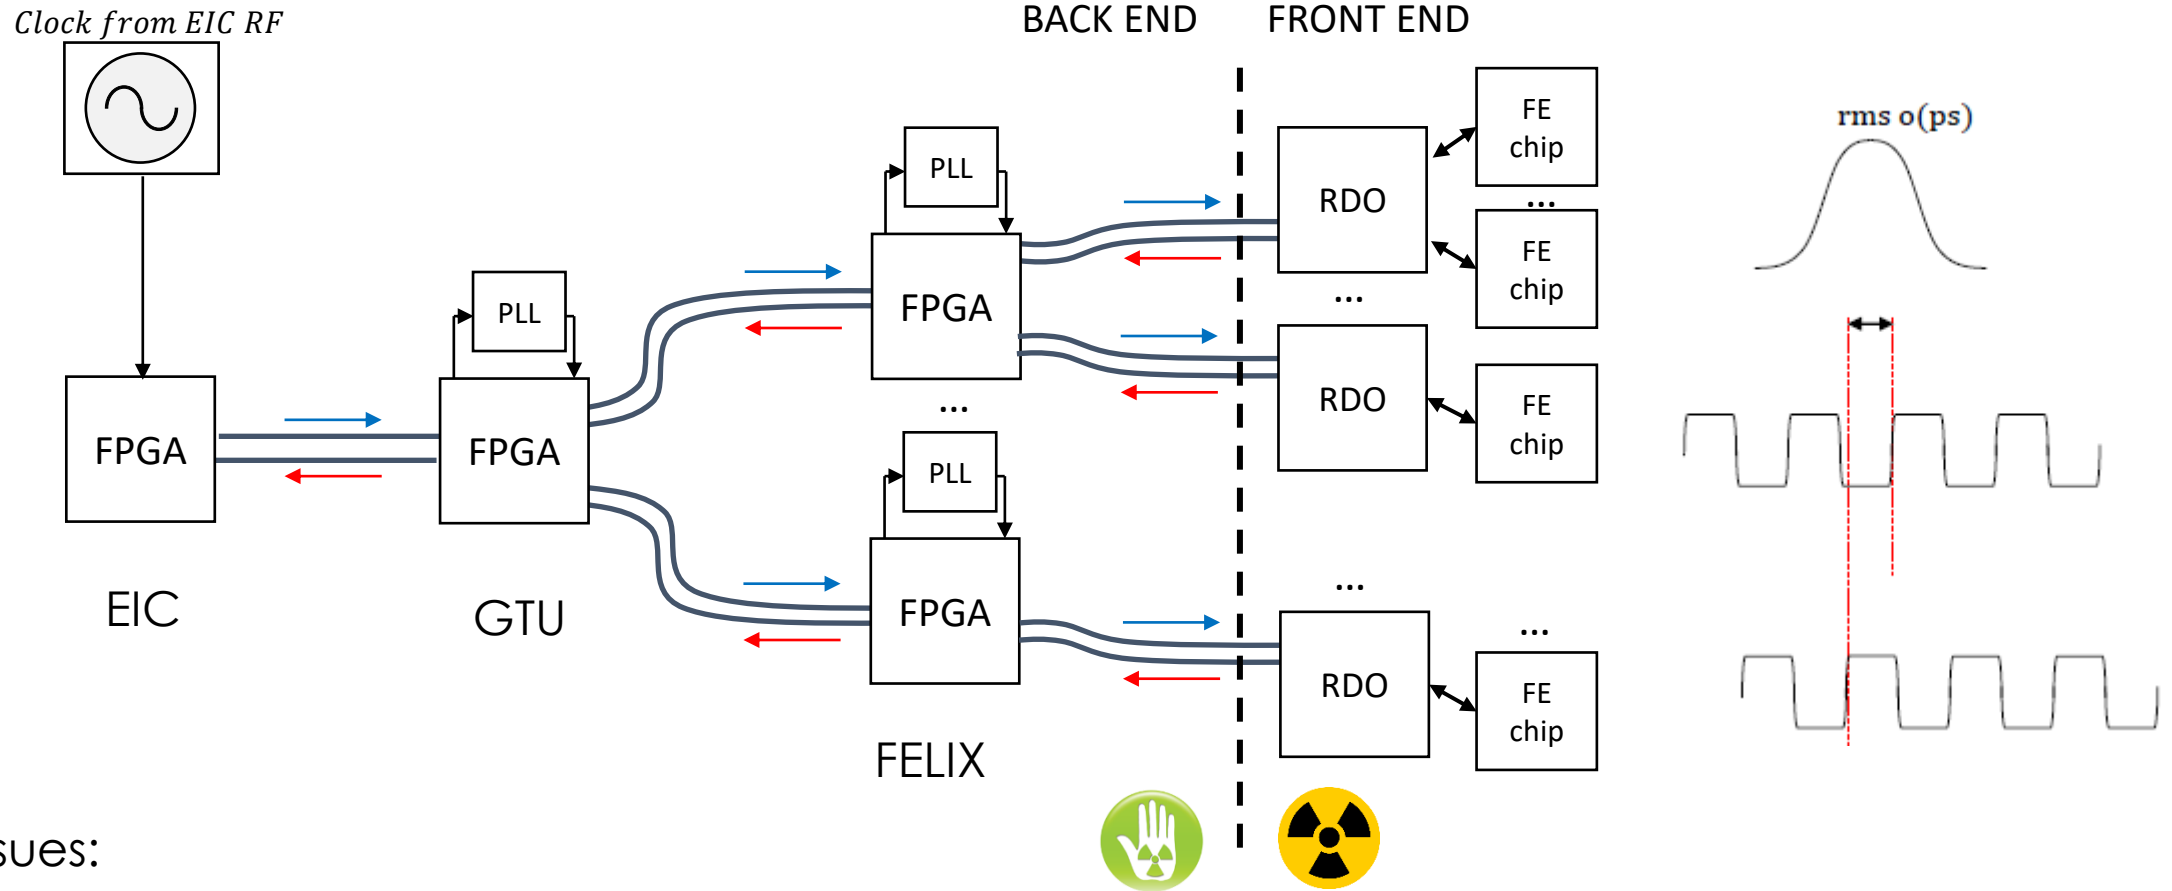 Clock from EIC RF
BACK END
FRONT END
FE
chip
rms o(ps)
PLL
RDO
...
FE
chip
PLL
FPGA
...
FE
chip
RDO
FPGA
FPGA
...
PLL
EIC
GTU
FPGA
...
...
RDO
FE
chip
FELIX
sues: